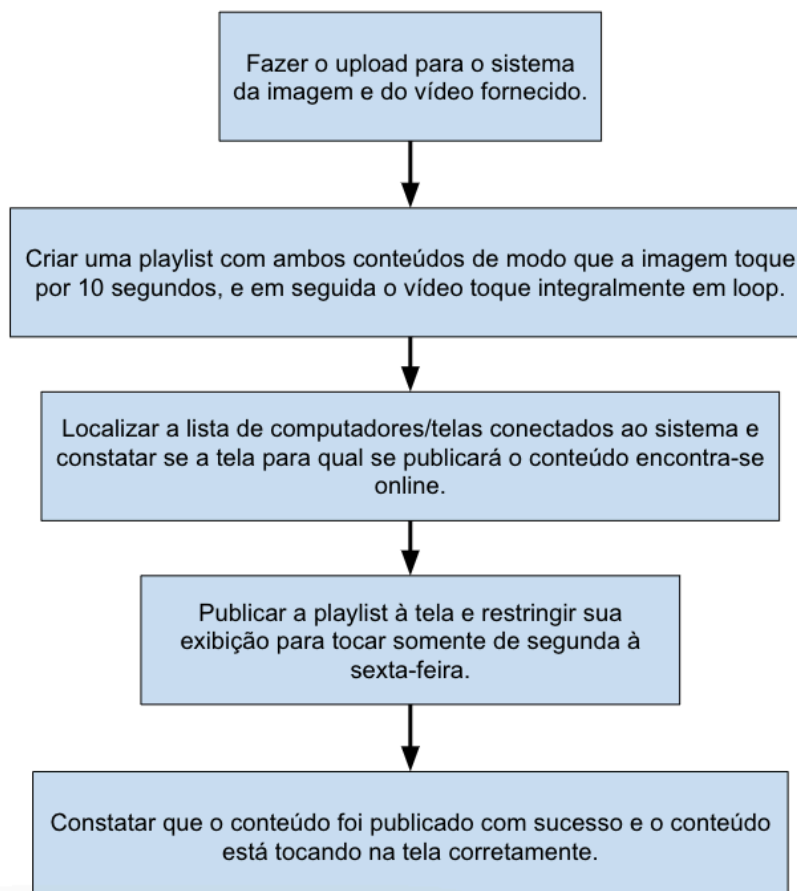 Fazer o upload para o sistema
da imagem e do vídeo fornecido.
Criar uma playlist com ambos conteúdos de modo que a imagem toque
por 10 segundos, e em seguida o vídeo toque integralmente em loop.
Localizar a lista de computadores/telas conectados ao sistema e
constatar se a tela para qual se publicará o conteúdo encontra-se
online.
Publicar a playlist à tela e restringir sua
exibição para tocar somente de segunda à
sexta-feira.
Constatar que o conteúdo foi publicado com sucesso e o conteúdo
está tocando na tela corretamente.